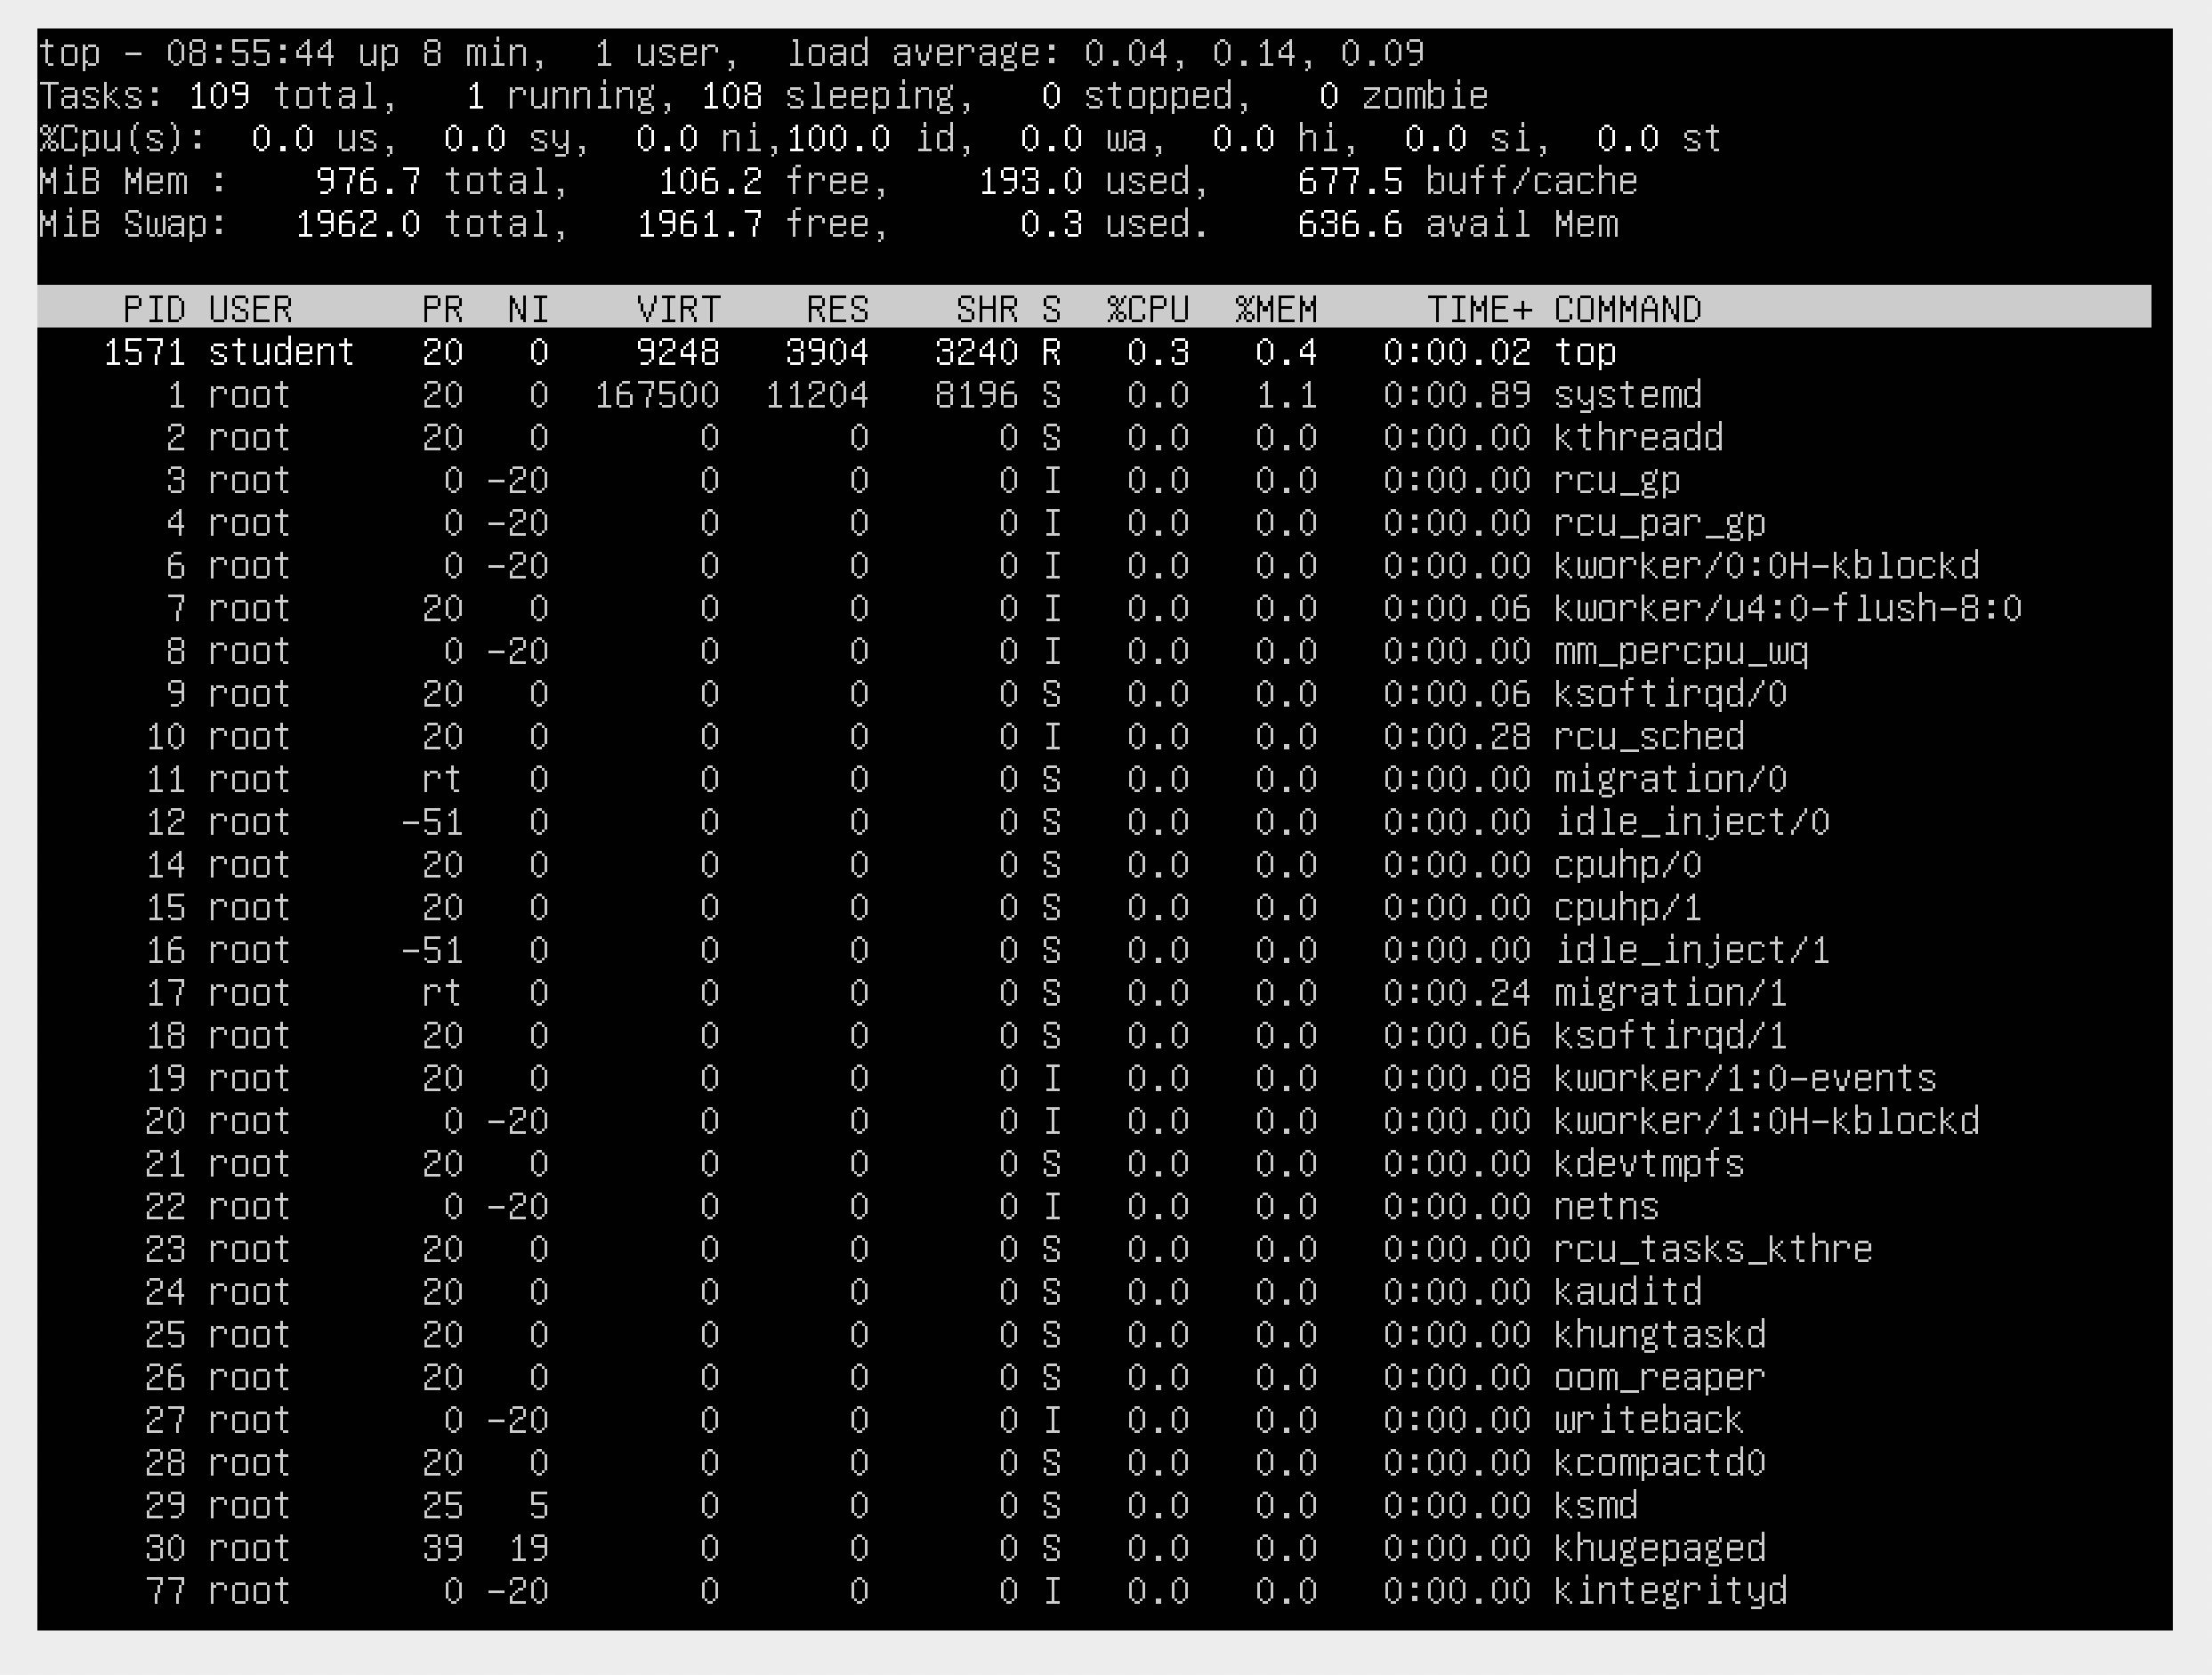 top - 08:55:44 up 8 min,  1 user,  load average: 0.04, 0.14, 0.09
Tasks: 109 total,   1 running, 108 sleeping,   0 stopped,   0 zombie
%Cpu(s):  0.0 us,  0.0 sy,  0.0 ni,100.0 id,  0.0 wa,  0.0 hi,  0.0 si,  0.0 st
MiB Mem :    976.7 total,    106.2 free,    193.0 used,    677.5 buff/cache
MiB Swap:   1962.0 total,   1961.7 free,      0.3 used.    636.6 avail Mem
PID USER      PR  NI    VIRT    RES    SHR S  %CPU  %MEM     TIME+ COMMAND
1571 student   20   0    9248   3904   3240 R   0.3   0.4   0:00.02 top
1 root      20   0  167500  11204   8196 S   0.0   1.1   0:00.89 systemd
2 root      20   0       0      0      0 S   0.0   0.0   0:00.00 kthreadd
3 root       0 -20       0      0      0 I   0.0   0.0   0:00.00 rcu_gp
4 root       0 -20       0      0      0 I   0.0   0.0   0:00.00 rcu_par_gp
6 root       0 -20       0      0      0 I   0.0   0.0   0:00.00 kworker/0:0H-kblockd
7 root      20   0       0      0      0 I   0.0   0.0   0:00.06 kworker/u4:0-flush-8:0
8 root       0 -20       0      0      0 I   0.0   0.0   0:00.00 mm_percpu_wq
9 root      20   0       0      0      0 S   0.0   0.0   0:00.06 ksoftirqd/0
10 root      20   0       0      0      0 I   0.0   0.0   0:00.28 rcu_sched
11 root      rt   0       0      0      0 S   0.0   0.0   0:00.00 migration/0
12 root     -51   0       0      0      0 S   0.0   0.0   0:00.00 idle_inject/0
14 root      20   0       0      0      0 S   0.0   0.0   0:00.00 cpuhp/0
15 root      20   0       0      0      0 S   0.0   0.0   0:00.00 cpuhp/1
16 root     -51   0       0      0      0 S   0.0   0.0   0:00.00 idle_inject/1
17 root      rt   0       0      0      0 S   0.0   0.0   0:00.24 migration/1
18 root      20   0       0      0      0 S   0.0   0.0   0:00.06 ksoftirqd/1
19 root      20   0       0      0      0 I   0.0   0.0   0:00.08 kworker/1:0-events
20 root       0 -20       0      0      0 I   0.0   0.0   0:00.00 kworker/1:0H-kblockd
21 root      20   0       0      0      0 S   0.0   0.0   0:00.00 kdevtmpfs
22 root       0 -20       0      0      0 I   0.0   0.0   0:00.00 netns
23 root      20   0       0      0      0 S   0.0   0.0   0:00.00 rcu_tasks_kthre
24 root      20   0       0      0      0 S   0.0   0.0   0:00.00 kauditd
25 root      20   0       0      0      0 S   0.0   0.0   0:00.00 khungtaskd
26 root      20   0       0      0      0 S   0.0   0.0   0:00.00 oom_reaper
27 root       0 -20       0      0      0 I   0.0   0.0   0:00.00 writeback
28 root      20   0       0      0      0 S   0.0   0.0   0:00.00 kcompactd0
29 root      25   5       0      0      0 S   0.0   0.0   0:00.00 ksmd
30 root      39  19       0      0      0 S   0.0   0.0   0:00.00 khugepaged
77 root       0 -20       0      0      0 I   0.0   0.0   0:00.00 kintegrityd